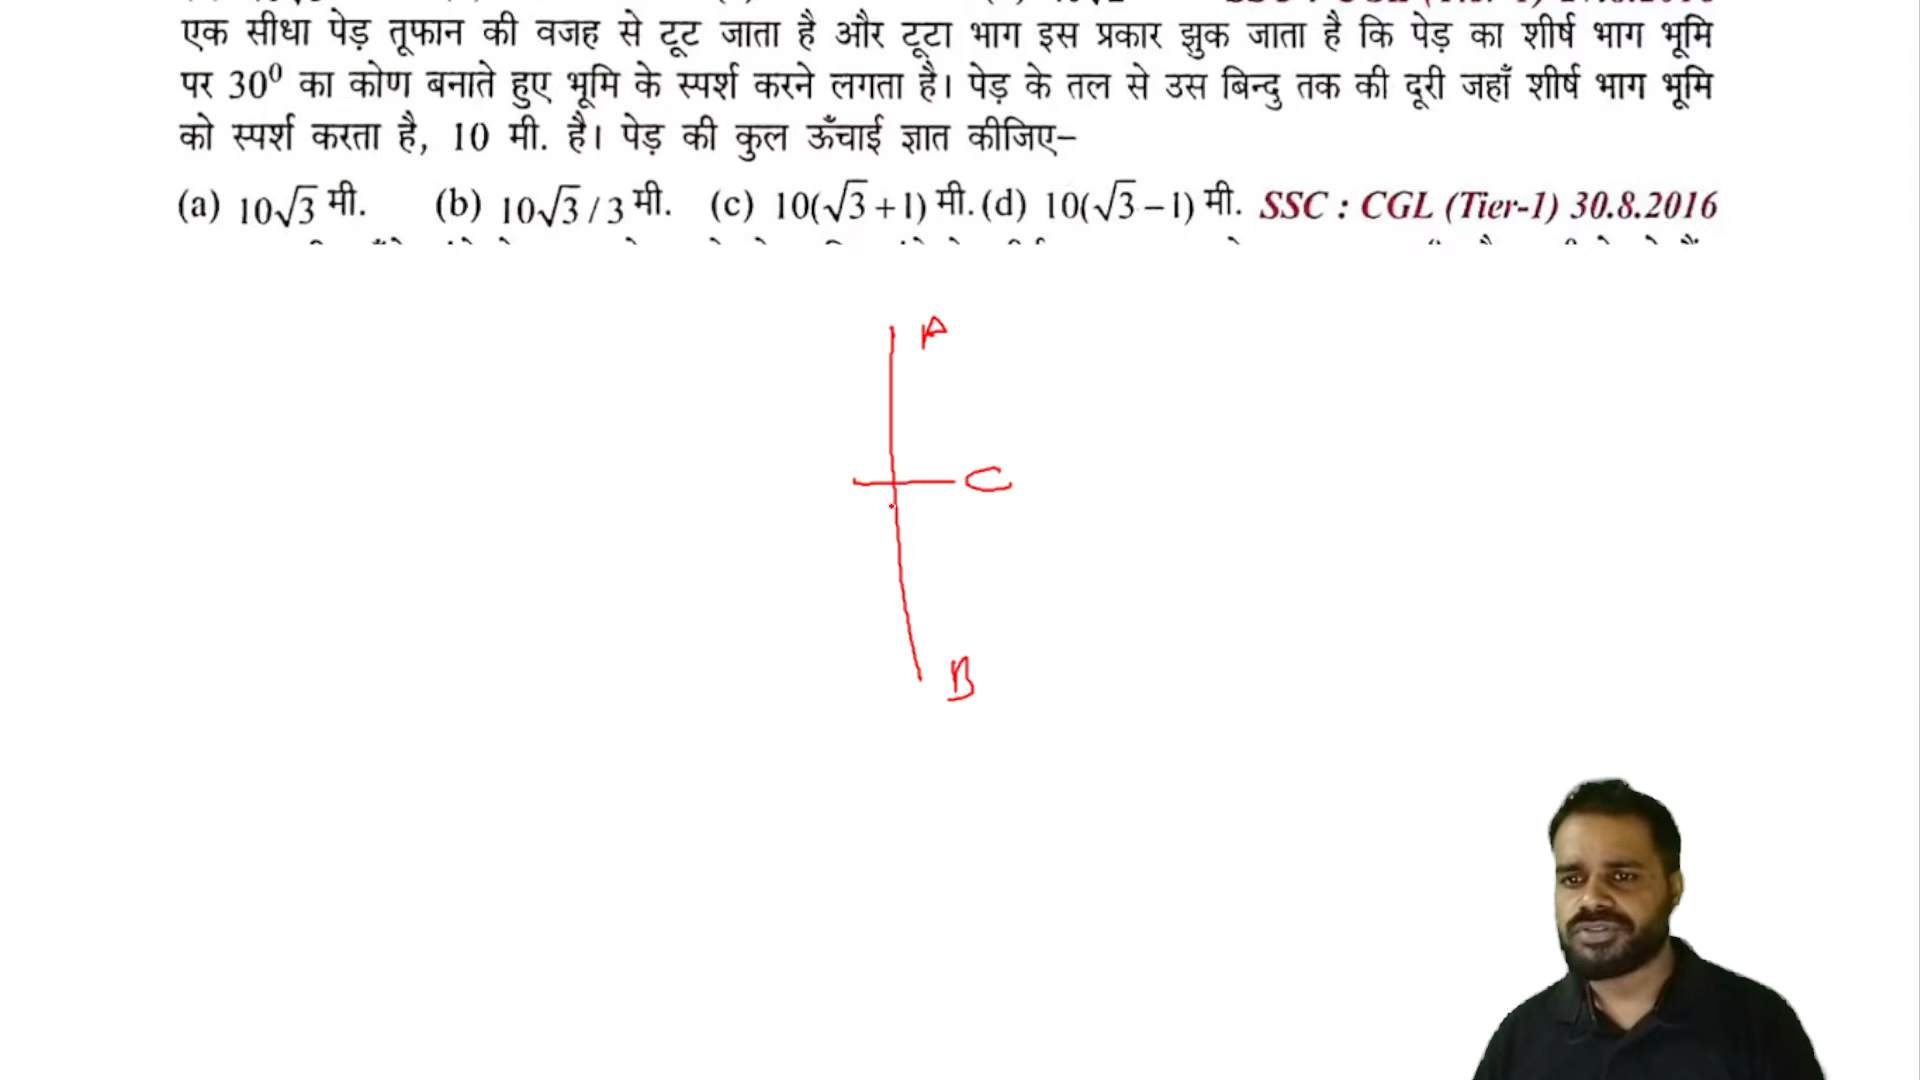 एक सीधा पेड़ तूफान की वजह से टूट जाता है और टूटा भाग इस प्रकार झुक जाता है कि पेड़ का शीर्ष भाग भूमि
पर 30⁰ का कोण बनाते हुए भूमि के स्पर्श करने लगता है। पेड़ के तल से उस बिन्दु तक की दूरी जहाँ शीर्ष भाग भूमि
को स्पर्श करता है, 10 मी. है। पेड़ की कुल ऊँचाई ज्ञात कीजिए–
(a) 10√3 मी. (b) 10√3 / 3 मी. (c) 10(√3 + 1) मी. (d) 10(√3 – 1) मी. SSC : CGL (Tier-1) 30.8.2016
A
C
B